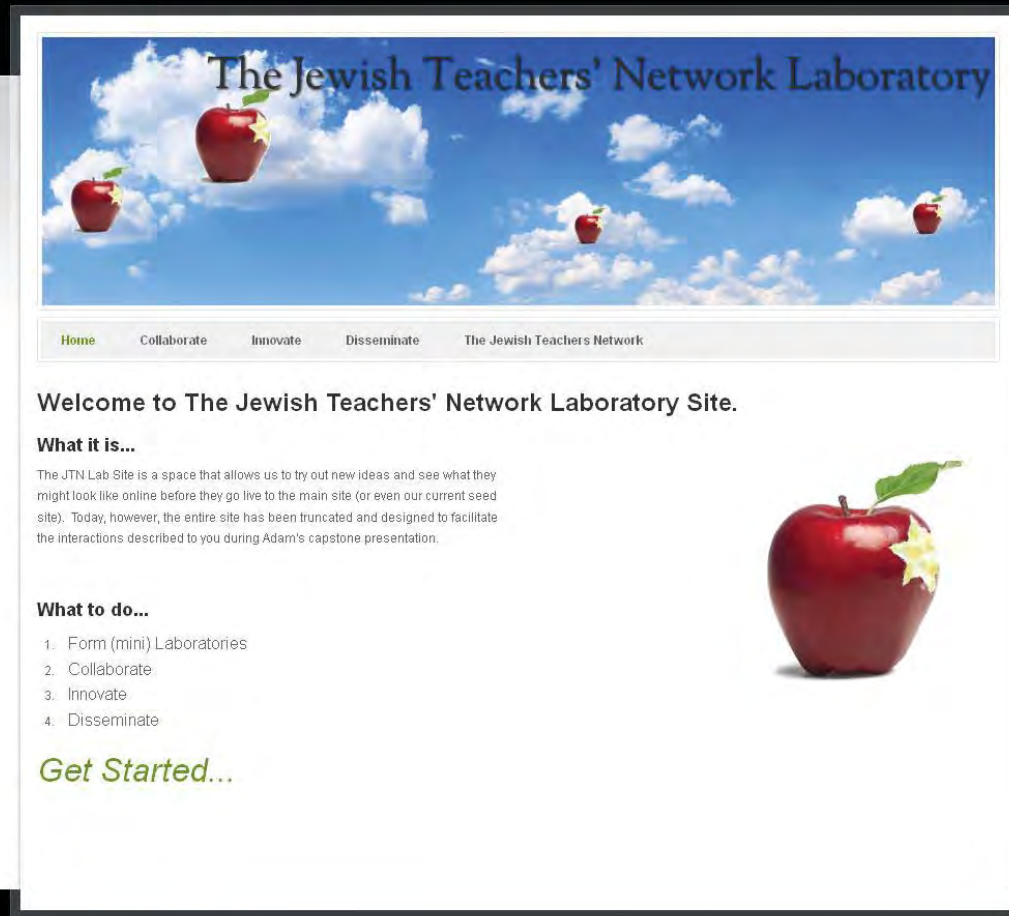 The Jewish Teachers' Network Laboratory
Home Collaborate Innovate Disseminate The Jewish Teachers Network
Welcome to The Jewish Teachers' Network Laboratory Site.
What it is...
The JTN Lab Site is a space that allows us to try out new ideas and see what they
might look like online before they go live to the main site (or even our current seed
site). Today, however, the entire site has been truncated and designed to facilitate
the interactions described to you during Adam's capstone presentation.
What to do...
1. Form (mini) Laboratories
2. Collaborate
3. Innovate
4. Disseminate
Get Started...